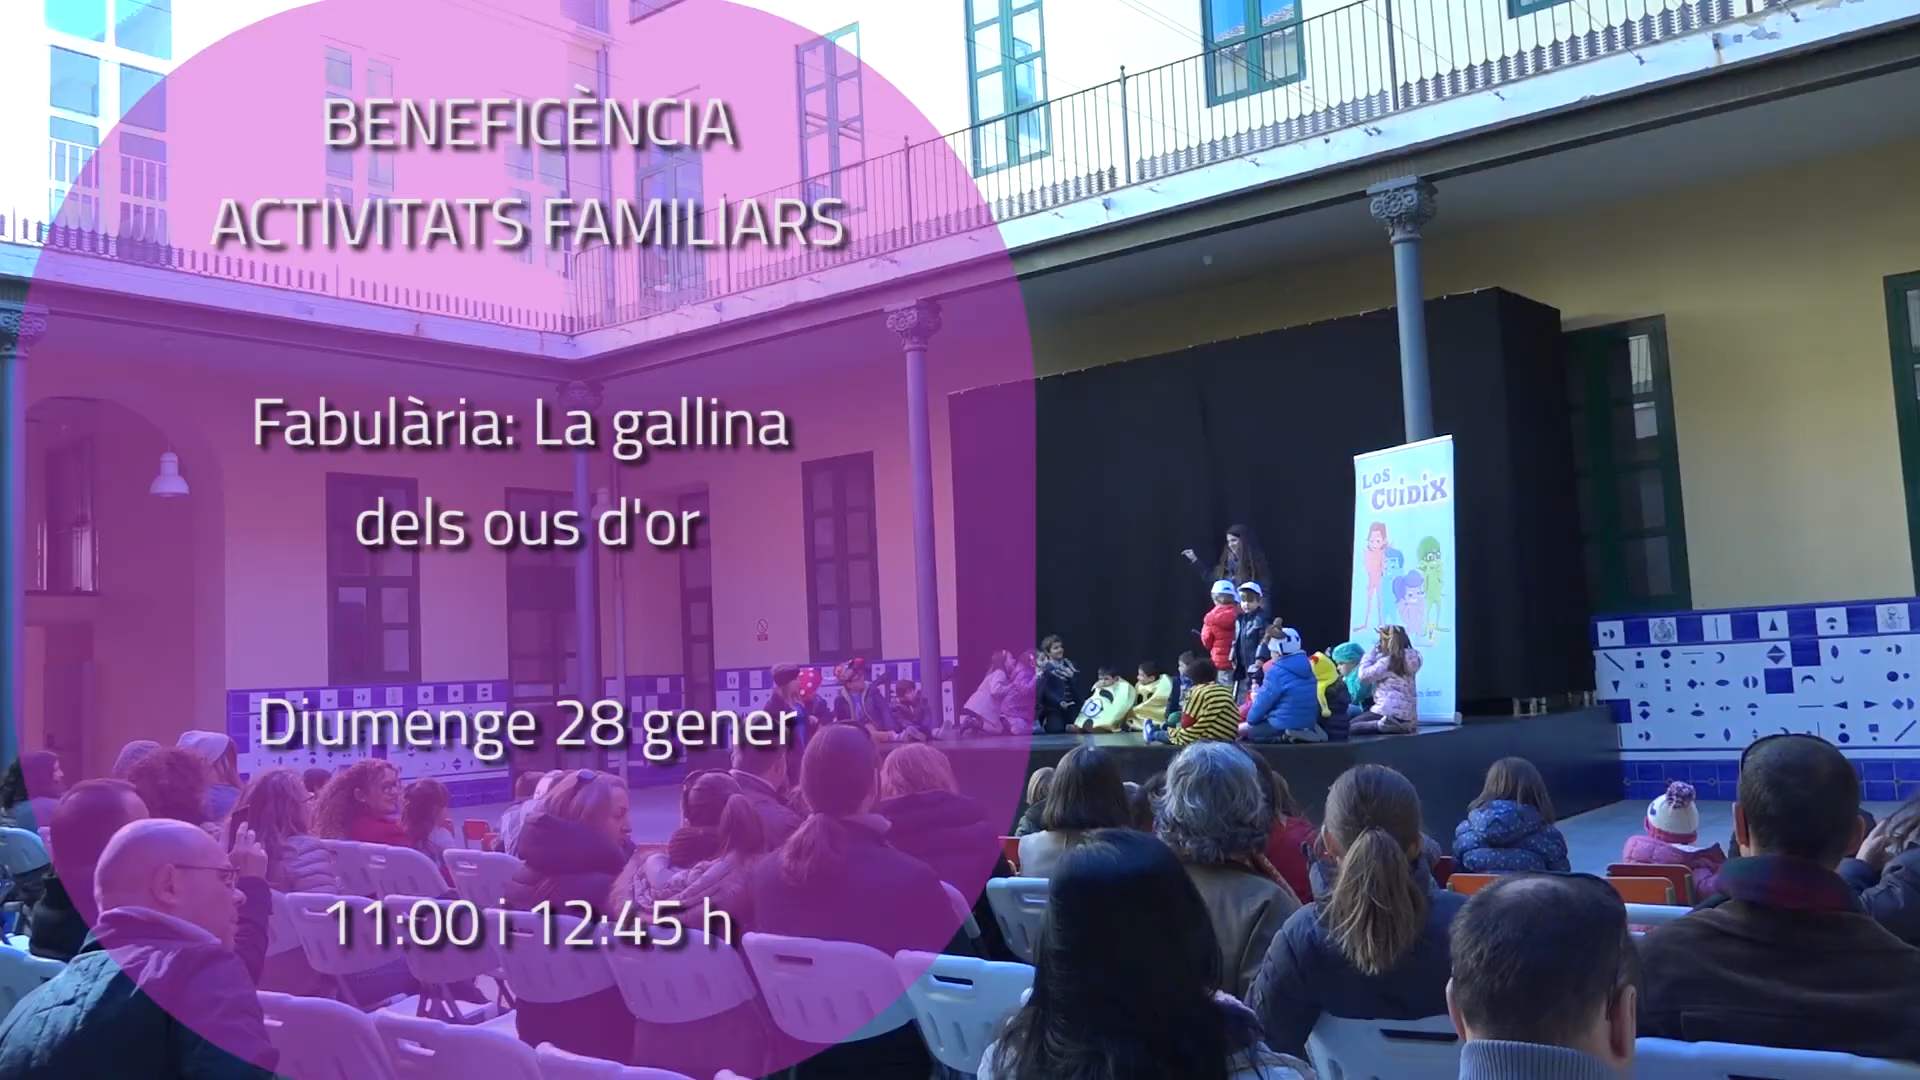 BENEFICÈNCIA
ACTIVITATS FAMILIARS
Fabulària: La gallina
dels ous d'or
Diumenge 28 gener
11:00 i 12:45 h
Los
CUiDiX